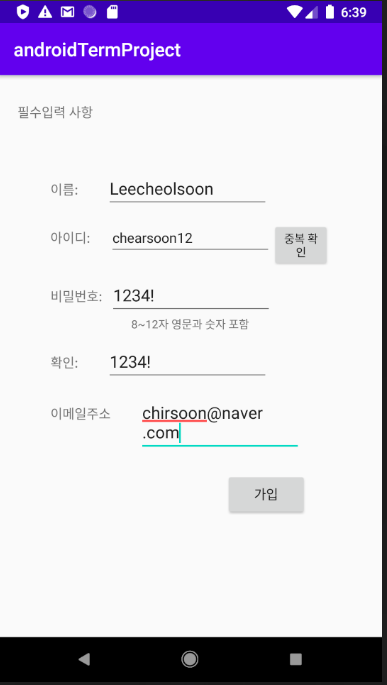 6:39
androidTermProject
필수입력 사항
이름: Leecheolsoon
아이디: chearsoon12
중복 확
인
비밀번호: 1234!
8~12자 영문과 숫자 포함
확인: 1234!
이메일주소 chirsoon@naver
.com
가입